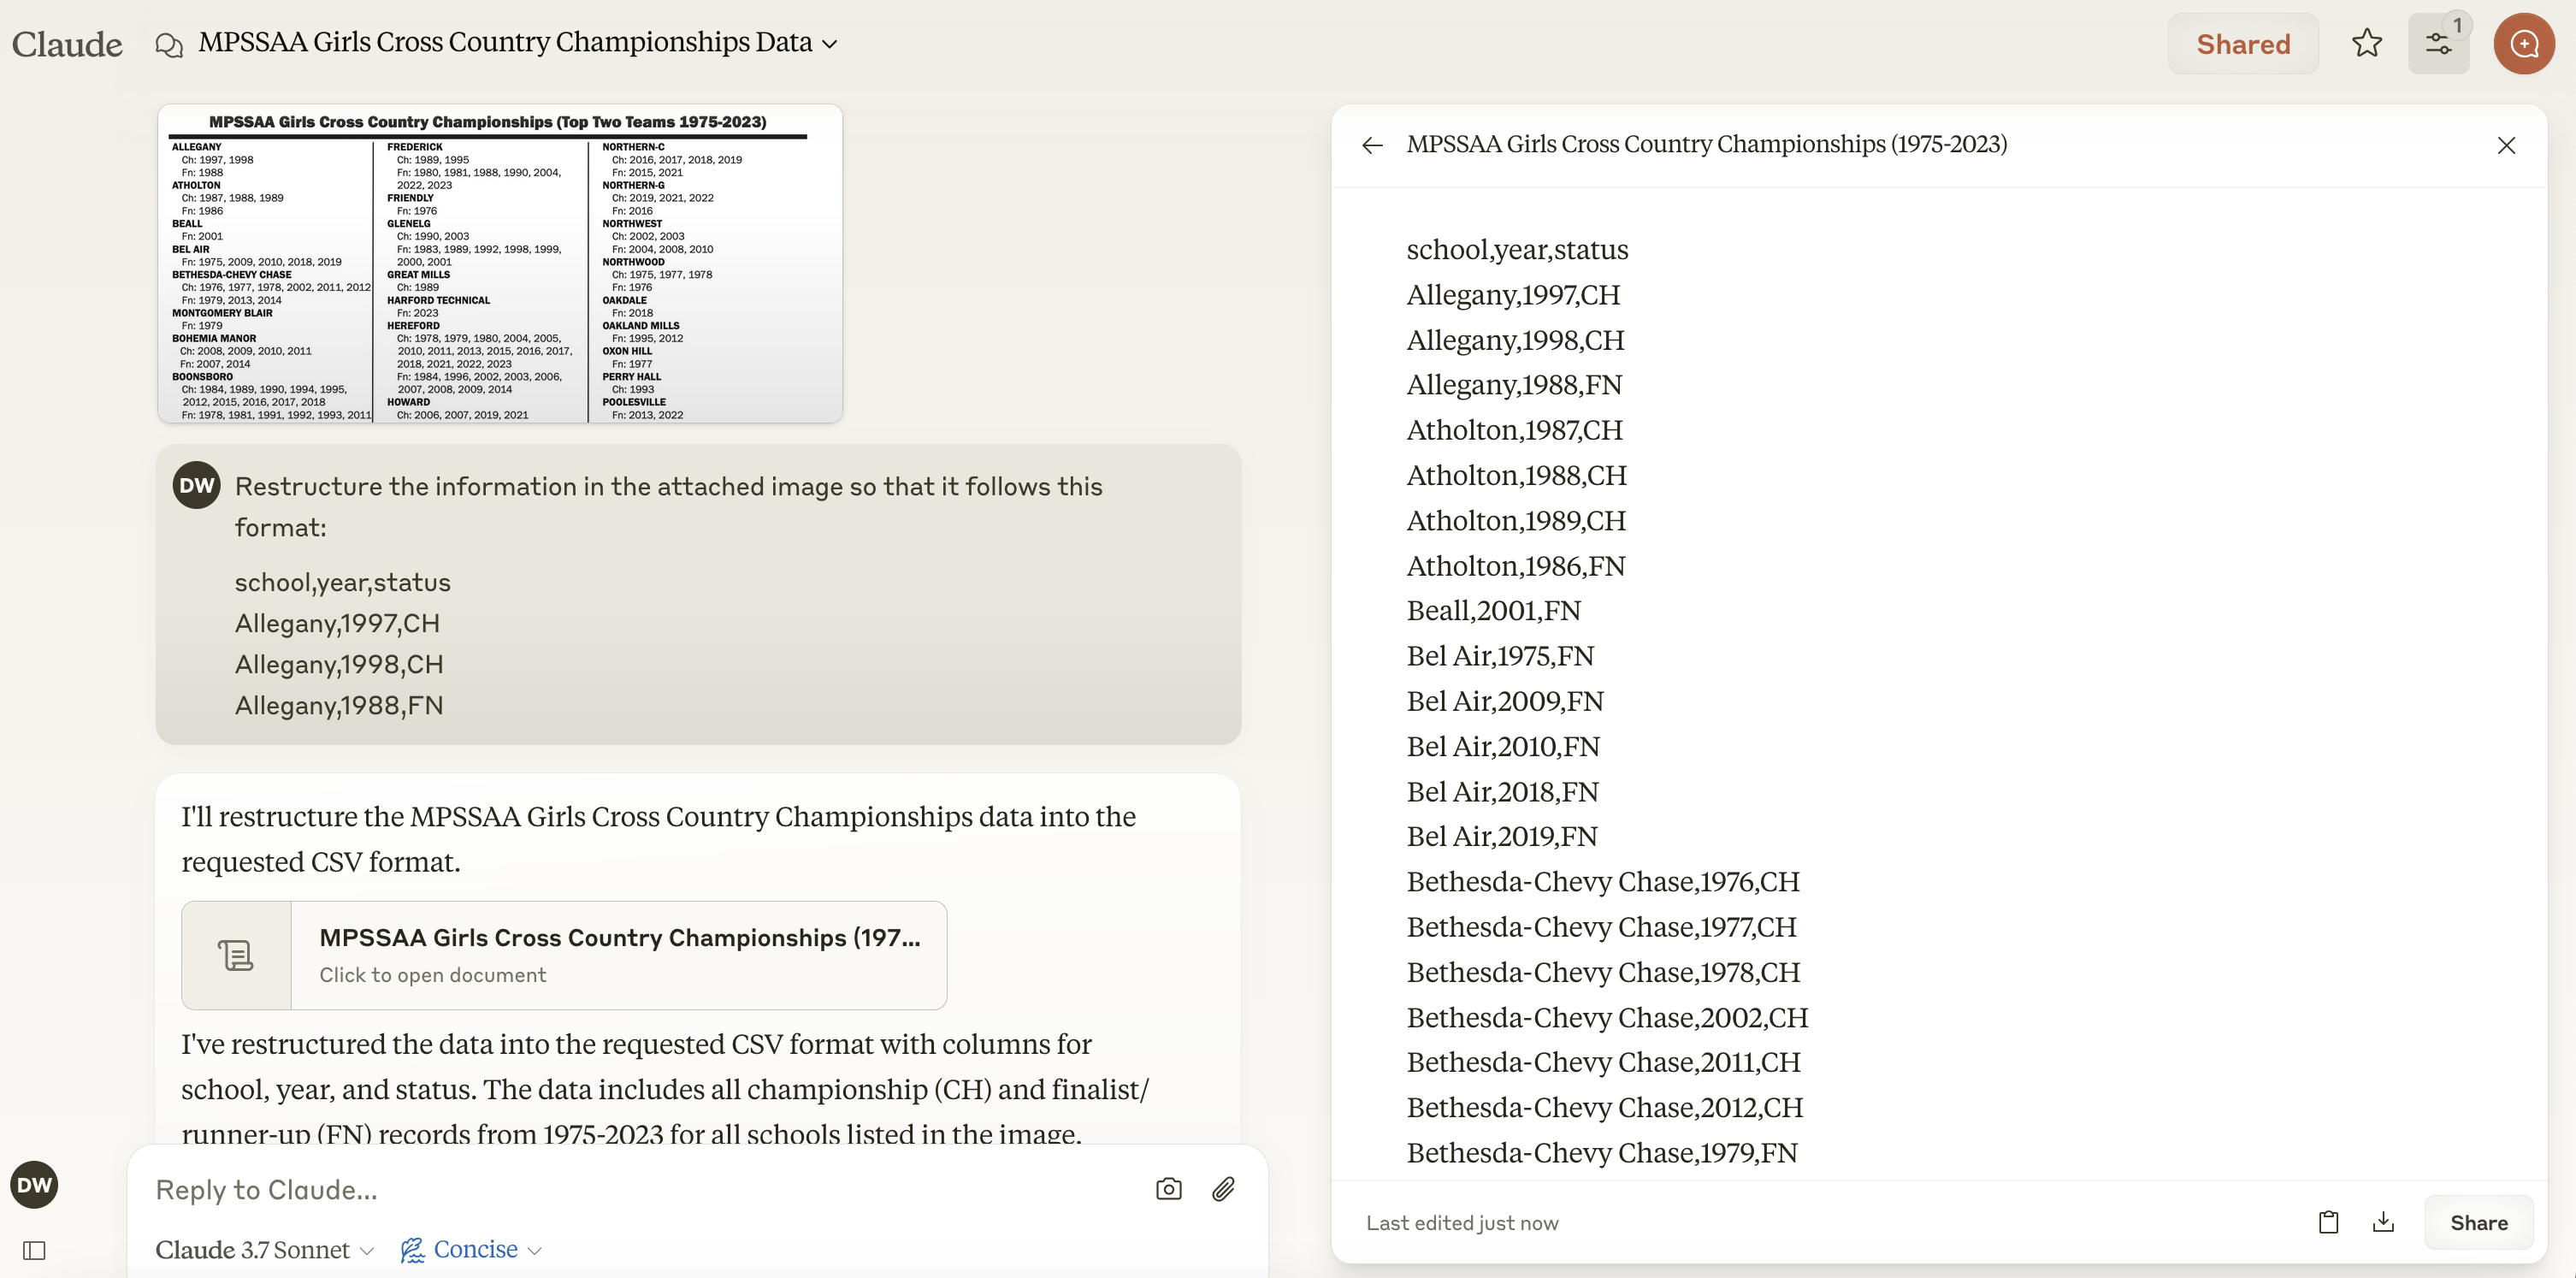 Claude
MPSSAA Girls Cross Country Championships Data
Shared
1
MPSSAA Girls Cross Country Championships (Top Two Teams 1975-2023)
ALLEGANY
Ch: 1997, 1998
Fn: 1988
ATHOLTON
Ch: 1987, 1988, 1989
Fn: 1986
BEALL
Fn: 2001
BEL AIR
Fn: 1975, 2009, 2010, 2018, 2019
BETHESDA-CHEVY CHASE
Ch: 1976, 1977, 1978, 2002, 2011, 2012
Fn: 1979, 2013, 2014
MONTGOMERY BLAIR
Fn: 1979
BOHEMIA MANOR
Ch: 2008, 2009, 2010, 2011
Fn: 2007, 2014
BOONSBORO
Ch: 1984, 1989, 1990, 1994, 1995,
2012, 2015, 2016, 2017, 2018
Fn: 1978, 1981, 1991, 1992, 1993, 2011
FREDERICK
Ch: 1989, 1995
Fn: 1980, 1981, 1988, 1990, 2004,
2022, 2023
FRIENDLY
Fn: 1976
GLENELG
Ch: 1990, 2003
Fn: 1983, 1989, 1992, 1998, 1999,
2000, 2001
GREAT MILLS
Ch: 1989
HARFORD TECHNICAL
Fn: 2023
HEREFORD
Ch: 1978, 1979, 1980, 2004, 2005,
2010, 2011, 2013, 2015, 2016, 2017,
2018, 2021, 2022, 2023
Fn: 1984, 1996, 2002, 2003, 2006,
2007, 2008, 2009, 2014
HOWARD
Ch: 2006, 2007, 2019, 2021
NORTHERN-C
Ch: 2016, 2017, 2018, 2019
Fn: 2015, 2021
NORTHERN-G
Ch: 2019, 2021, 2022
Fn: 2016
NORTHWEST
Ch: 2002, 2003
Fn: 2004, 2008, 2010
NORTHWOOD
Ch: 1975, 1977, 1978
Fn: 1976
OAKDALE
Fn: 2018
OAKLAND MILLS
Fn: 1995, 2012
OXON HILL
Fn: 1977
PERRY HALL
Ch: 1993
POOLESVILLE
Fn: 2013, 2022
DW
Restructure the information in the attached image so that it follows this
format:
school,year,status
Allegany,1997,CH
Allegany,1998,CH
Allegany,1988,FN
I'll restructure the MPSSAA Girls Cross Country Championships data into the
requested CSV format.
MPSSAA Girls Cross Country Championships (197...
Click to open document
I've restructured the data into the requested CSV format with columns for
school, year, and status. The data includes all championship (CH) and finalist/
runner-up (FN) records from 1975-2023 for all schools listed in the image.
DW
Reply to Claude...
Claude 3.7 Sonnet
Concise
MPSSAA Girls Cross Country Championships (1975-2023)
school,year,status
Allegany,1997,CH
Allegany,1998,CH
Allegany,1988,FN
Atholton,1987,CH
Atholton,1988,CH
Atholton,1989,CH
Atholton,1986,FN
Beall,2001,FN
Bel Air,1975,FN
Bel Air,2009,FN
Bel Air,2010,FN
Bel Air,2018,FN
Bel Air,2019,FN
Bethesda-Chevy Chase,1976,CH
Bethesda-Chevy Chase,1977,CH
Bethesda-Chevy Chase,1978,CH
Bethesda-Chevy Chase,2002,CH
Bethesda-Chevy Chase,2011,CH
Bethesda-Chevy Chase,2012,CH
Bethesda-Chevy Chase,1979,FN
Last edited just now
Share